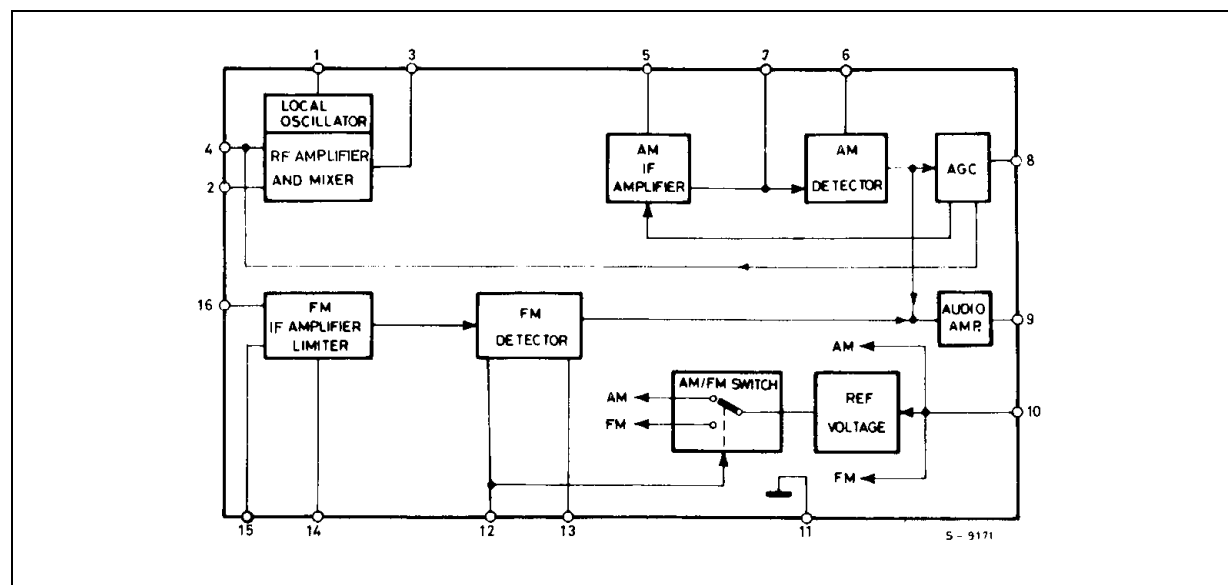 1
3
5
7
6
LOCAL
OSCILLATOR
RF AMPLIFIER
AND MIXER
4
2
AM
IF
AMPLIFIER
AM
DETECTOR
AGC
8
16
FM
IF AMPLIFIER
LIMITER
FM
DETECTOR
AUDIO
AMP.
9
AM
AM/FM SWITCH
AM
FM
REF
VOLTAGE
10
FM
15
14
12
13
11
S - 9171